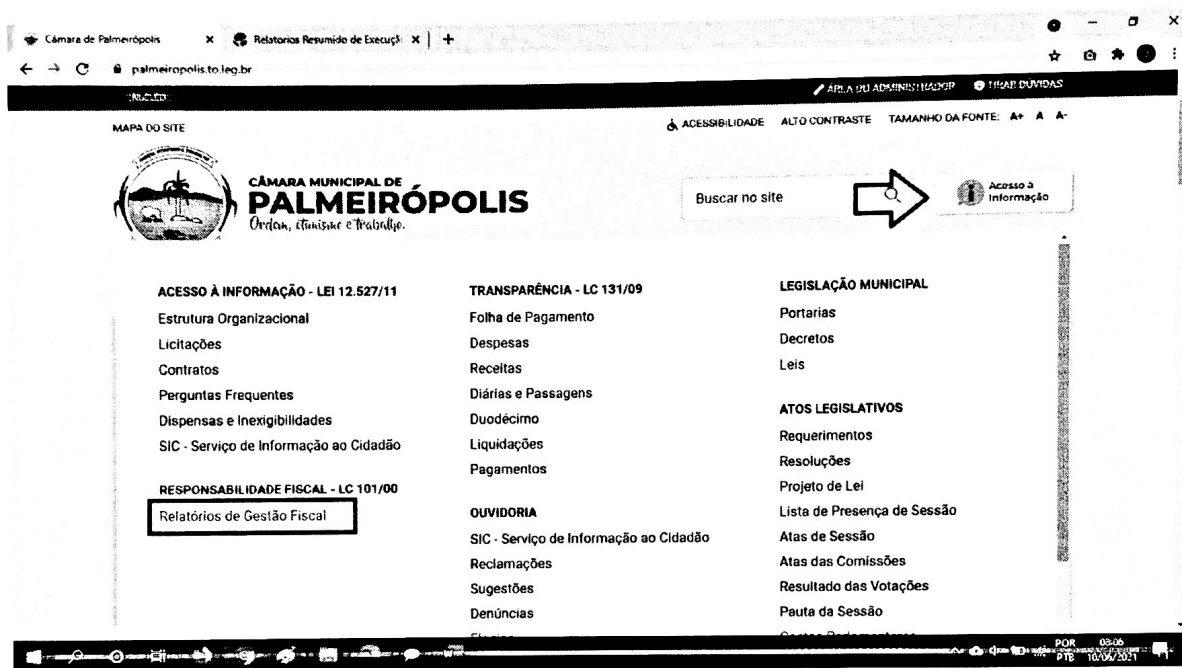 Câmara de Palmeirópolis
Relatorios Resumido de Execuçã
palmeiropolis.to.leg.br
NÚCLEO
ÁREA DO ADMINISTRADOR
TIRAR DÚVIDAS
MAPA DO SITE
ACESSIBILIDADE ALTO CONTRASTE TAMANHO DA FONTE: A+ A A-
CÂMARA MUNICIPAL DE
PALMEIRÓPOLIS
Ordem, civismo e trabalho.
Buscar no site
Acesso à
Informação
ACESSO À INFORMAÇÃO - LEI 12.527/11
Estrutura Organizacional
Licitações
Contratos
Perguntas Frequentes
Dispensas e Inexigibilidades
SIC - Serviço de Informação ao Cidadão
RESPONSABILIDADE FISCAL - LC 101/00
Relatórios de Gestão Fiscal
TRANSPARÊNCIA - LC 131/09
Folha de Pagamento
Despesas
Receitas
Diárias e Passagens
Duodécimo
Liquidações
Pagamentos
OUVIDORIA
SIC - Serviço de Informação ao Cidadão
Reclamações
Sugestões
Denúncias
LEGISLAÇÃO MUNICIPAL
Portarias
Decretos
Leis
ATOS LEGISLATIVOS
Requerimentos
Resoluções
Projeto de Lei
Lista de Presença de Sessão
Atas de Sessão
Atas das Comissões
Resultado das Votações
Pauta da Sessão
POR
PTB
03:06
10/06/2021